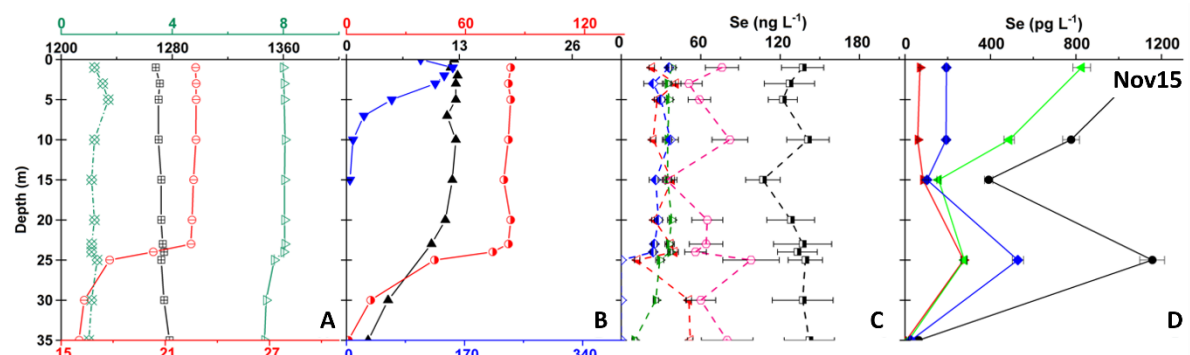 0 4 8
1200 1280 1360
0 60 120
0 13 26
Se (ng L⁻¹)
0 60 120 180
Se (pg L⁻¹)
0 400 800 1200
Nov15
Depth (m)
0
5
10
15
20
25
30
35
A B C D
15 21 27
0 170 340